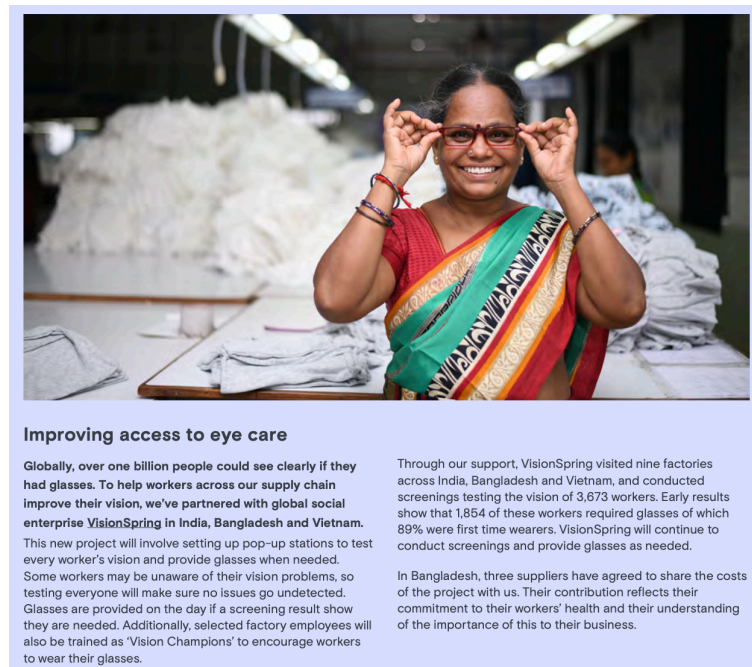 Improving access to eye care
Globally, over one billion people could see clearly if they
had glasses. To help workers across our supply chain
improve their vision, we’ve partnered with global social
enterprise VisionSpring in India, Bangladesh and Vietnam.
This new project will involve setting up pop-up stations to test
every worker’s vision and provide glasses when needed.
Some workers may be unaware of their vision problems, so
testing everyone will make sure no issues go undetected.
Glasses are provided on the day if a screening result show
they are needed. Additionally, selected factory employees will
also be trained as ‘Vision Champions’ to encourage workers
to wear their glasses.
Through our support, VisionSpring visited nine factories
across India, Bangladesh and Vietnam, and conducted
screenings testing the vision of 3,673 workers. Early results
show that 1,854 of these workers required glasses of which
89% were first time wearers. VisionSpring will continue to
conduct screenings and provide glasses as needed.
In Bangladesh, three suppliers have agreed to share the costs
of the project with us. Their contribution reflects their
commitment to their workers’ health and their understanding
of the importance of this to their business.